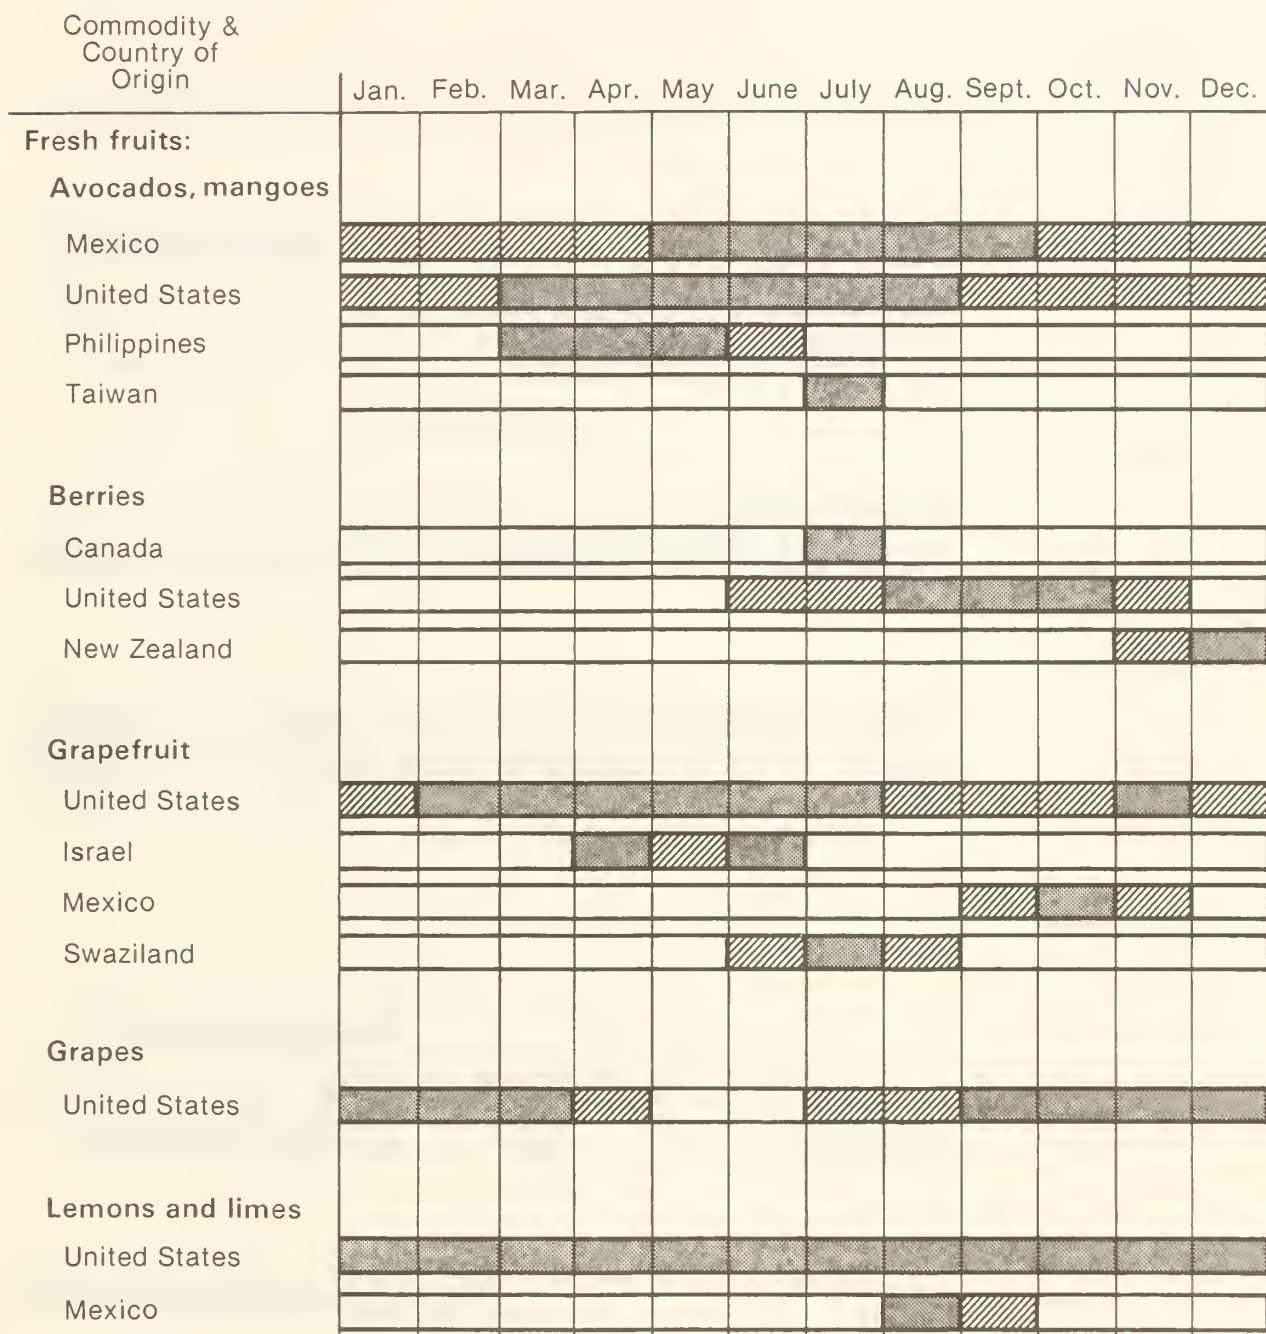 Commodity &
Country of
Origin
Jan. Feb. Mar. Apr. May June July Aug. Sept. Oct. Nov. Dec.
Fresh fruits:
Avocados, mangoes
Mexico
United States
Philippines
Taiwan
Berries
Canada
United States
New Zealand
Grapefruit
United States
Israel
Mexico
Swaziland
Grapes
United States
Lemons and limes
United States
Mexico